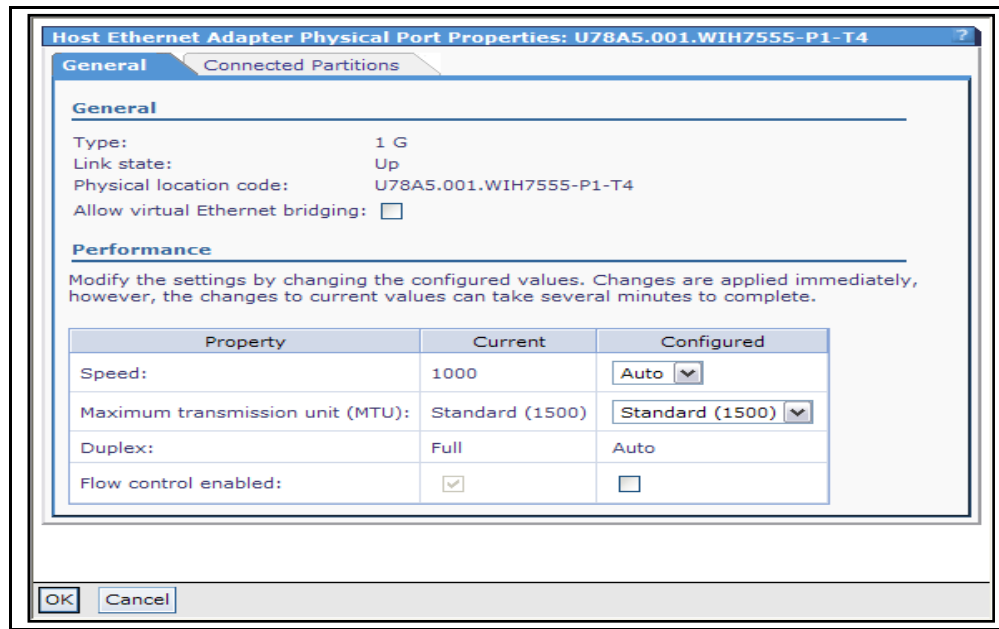 Host Ethernet Adapter Physical Port Properties: U78A5.001.WIH7555-P1-T4 ?
General Connected Partitions
General
Type: 1 G
Link state: Up
Physical location code: U78A5.001.WIH7555-P1-T4
Allow virtual Ethernet bridging:
Performance
Modify the settings by changing the configured values. Changes are applied immediately,
however, the changes to current values can take several minutes to complete.
Property Current Configured
Speed: 1000 Auto
Maximum transmission unit (MTU): Standard (1500) Standard (1500)
Duplex: Full Auto
Flow control enabled:
OK Cancel